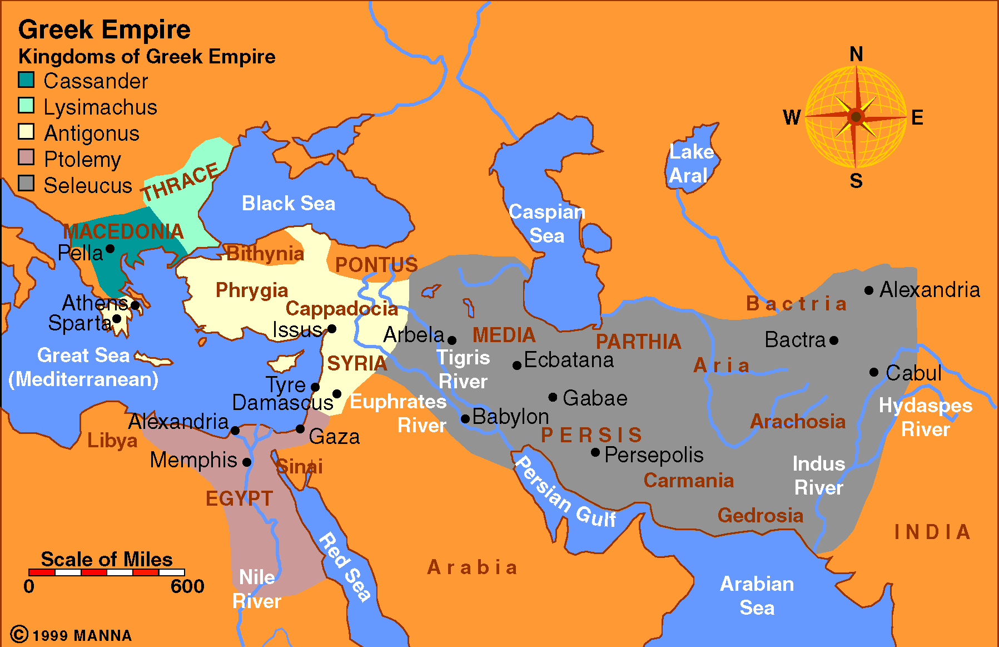 Greek Empire
Kingdoms of Greek Empire
Cassander
Lysimachus
Antigonus
Ptolemy
Seleucus
N
W
E
S
Lake
Aral
THRACE
Black Sea
Caspian
Sea
MACEDONIA
Pella
Bithynia
PONTUS
Phrygia
Cappadocia
Alexandria
Bactria
Athens
Sparta
Issus
Arbela
MEDIA
PARTHIA
Bactra
Great Sea
(Mediterranean)
SYRIA
Tigris
River
Ecbatana
Aria
Cabul
Tyre
Damascus
Euphrates
River
Gabae
Hydaspes
River
Alexandria
Babylon
Arachosia
Libya
Gaza
PERSIS
Memphis
Sinai
Persepolis
Indus
River
Carmania
EGYPT
Persian Gulf
Gedrosia
INDIA
Red Sea
Arabia
Scale of Miles
0 600
Nile
River
Arabian
Sea
© 1999 MANNA